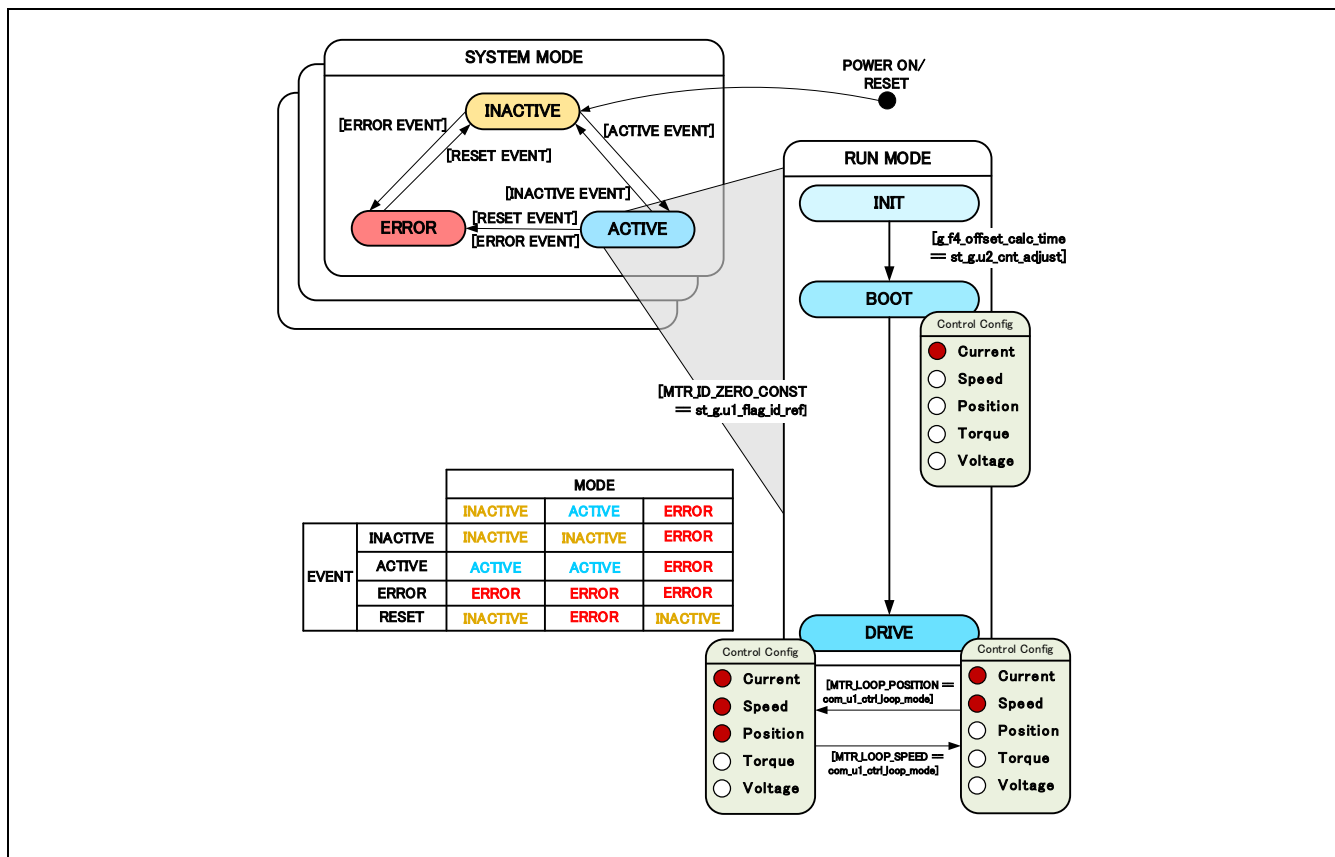 SYSTEM MODE
POWER ON/
RESET
INACTIVE
[ERROR EVENT]
[ACTIVE EVENT]
[RESET EVENT]
[INACTIVE EVENT]
ERROR
[RESET EVENT]
[ERROR EVENT]
ACTIVE
RUN MODE
INIT
[g_f4_offset_calc_time
== st_g.u2_cnt_adjust]
BOOT
Control Config
Current
Speed
Position
Torque
Voltage
[MTR_ID_ZERO_CONST
== st_g.u1_flag_id_ref]
MODE
INACTIVE ACTIVE ERROR
EVENT
INACTIVE INACTIVE INACTIVE ERROR
ACTIVE ACTIVE ACTIVE ERROR
ERROR ERROR ERROR ERROR
RESET INACTIVE ERROR INACTIVE
DRIVE
Control Config
Current
Speed
Position
Torque
Voltage
[MTR_LOOP_POSITION ==
com_u1_ctrl_loop_mode]
[MTR_LOOP_SPEED ==
com_u1_ctrl_loop_mode]
Control Config
Current
Speed
Position
Torque
Voltage